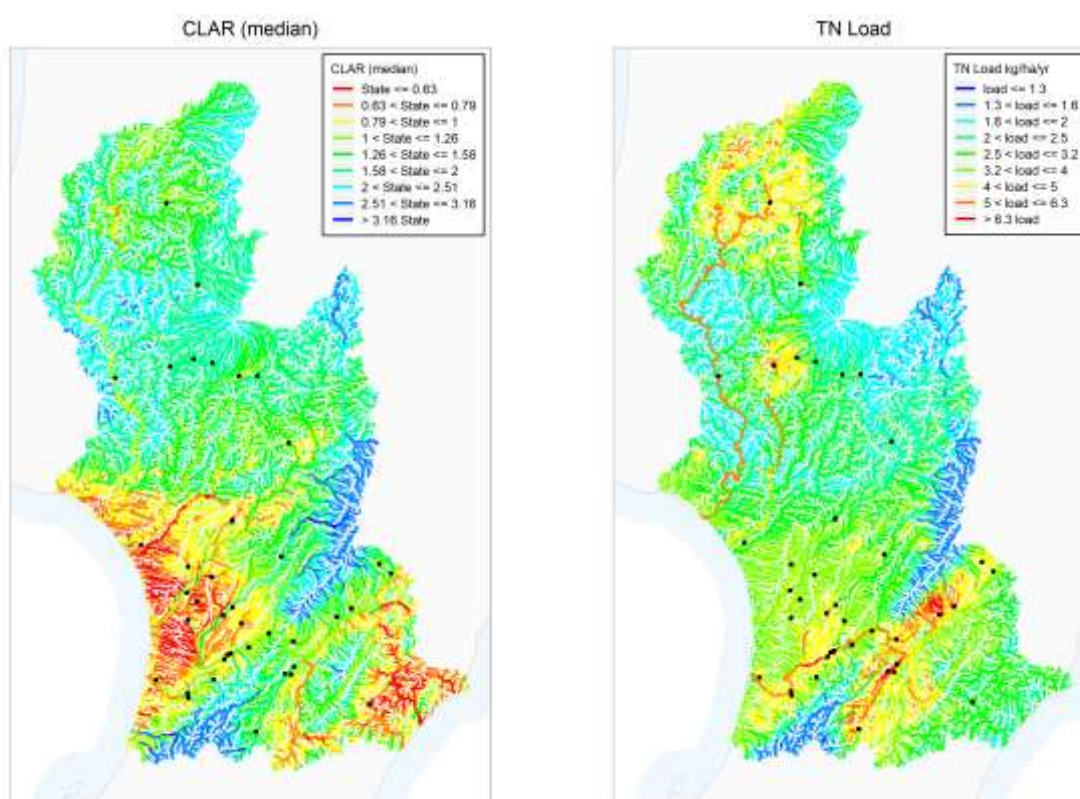 CLAR (median)
CLAR (median)
State <= 0.63
0.63 < State <= 0.79
0.79 < State <= 1
1 < State <= 1.26
1.26 < State <= 1.58
1.58 < State <= 2
2 < State <= 2.51
2.51 < State <= 3.16
> 3.16 State
TN Load
TN Load kg/ha/yr
load <= 1.3
1.3 < load <= 1.6
1.6 < load <= 2
2 < load <= 2.5
2.5 < load <= 3.2
3.2 < load <= 4
4 < load <= 5
5 < load <= 6.3
> 6.3 load